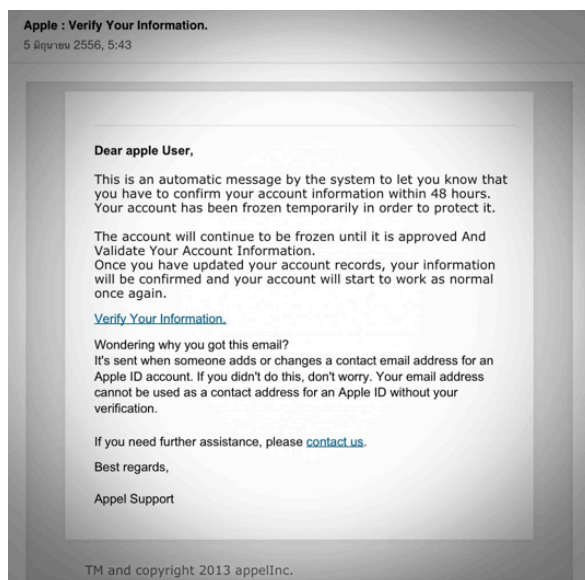 Apple : Verify Your Information.
5 มิถุนายน 2556, 5:43
Dear apple User,
This is an automatic message by the system to let you know that
you have to confirm your account information within 48 hours.
Your account has been frozen temporarily in order to protect it.
The account will continue to be frozen until it is approved And
Validate Your Account Information.
Once you have updated your account records, your information
will be confirmed and your account will start to work as normal
once again.
Verify Your Information.
Wondering why you got this email?
It's sent when someone adds or changes a contact email address for an
Apple ID account. If you didn't do this, don't worry. Your email address
cannot be used as a contact address for an Apple ID without your
verification.
If you need further assistance, please contact us.
Best regards,
Appel Support
TM and copyright 2013 appelInc.